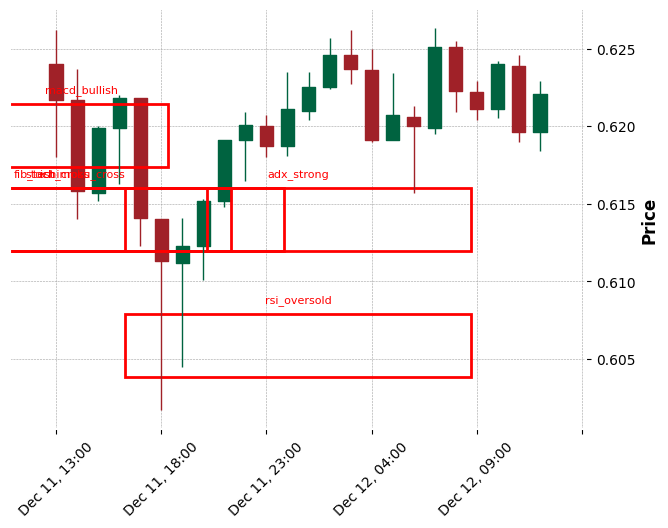 0.625
macd_bullish
0.620
adx_strong
0.615
Price
0.610
rsi_oversold
0.605
Dec 11, 13:00
Dec 11, 18:00
Dec 11, 23:00
Dec 12, 04:00
Dec 12, 09:00